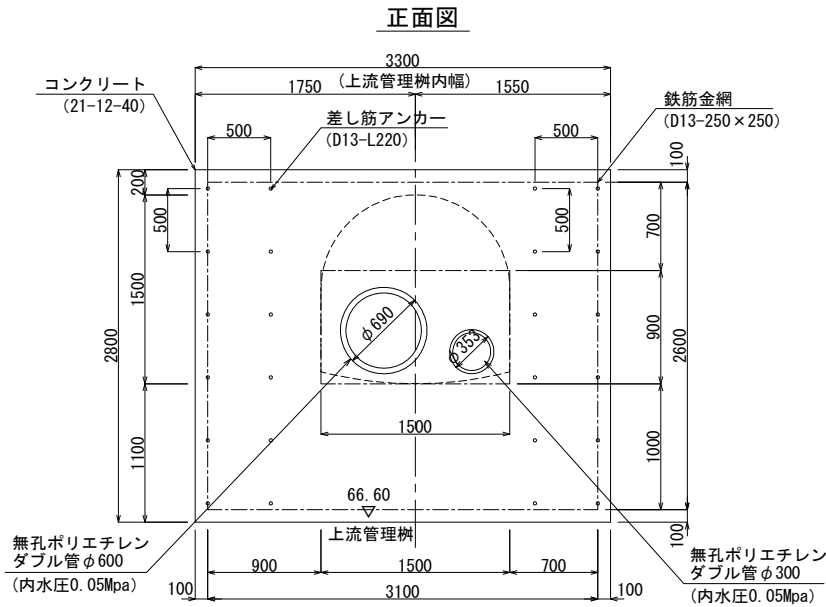 正面図
3300
(上流管理桝内幅)
1750
1550
コンクリート
(21-12-40)
差し筋アンカー
(D13-L220)
鉄筋金網
(D13-250×250)
500
500
100
200
500
500
700
1500
900
2800
2600
φ690
φ353
1500
1100
1000
66.60
上流管理桝
100
無孔ポリエチレン
ダブル管φ600
(内水圧0.05Mpa)
無孔ポリエチレン
ダブル管φ300
(内水圧0.05Mpa)
900
1500
700
100
3100
100